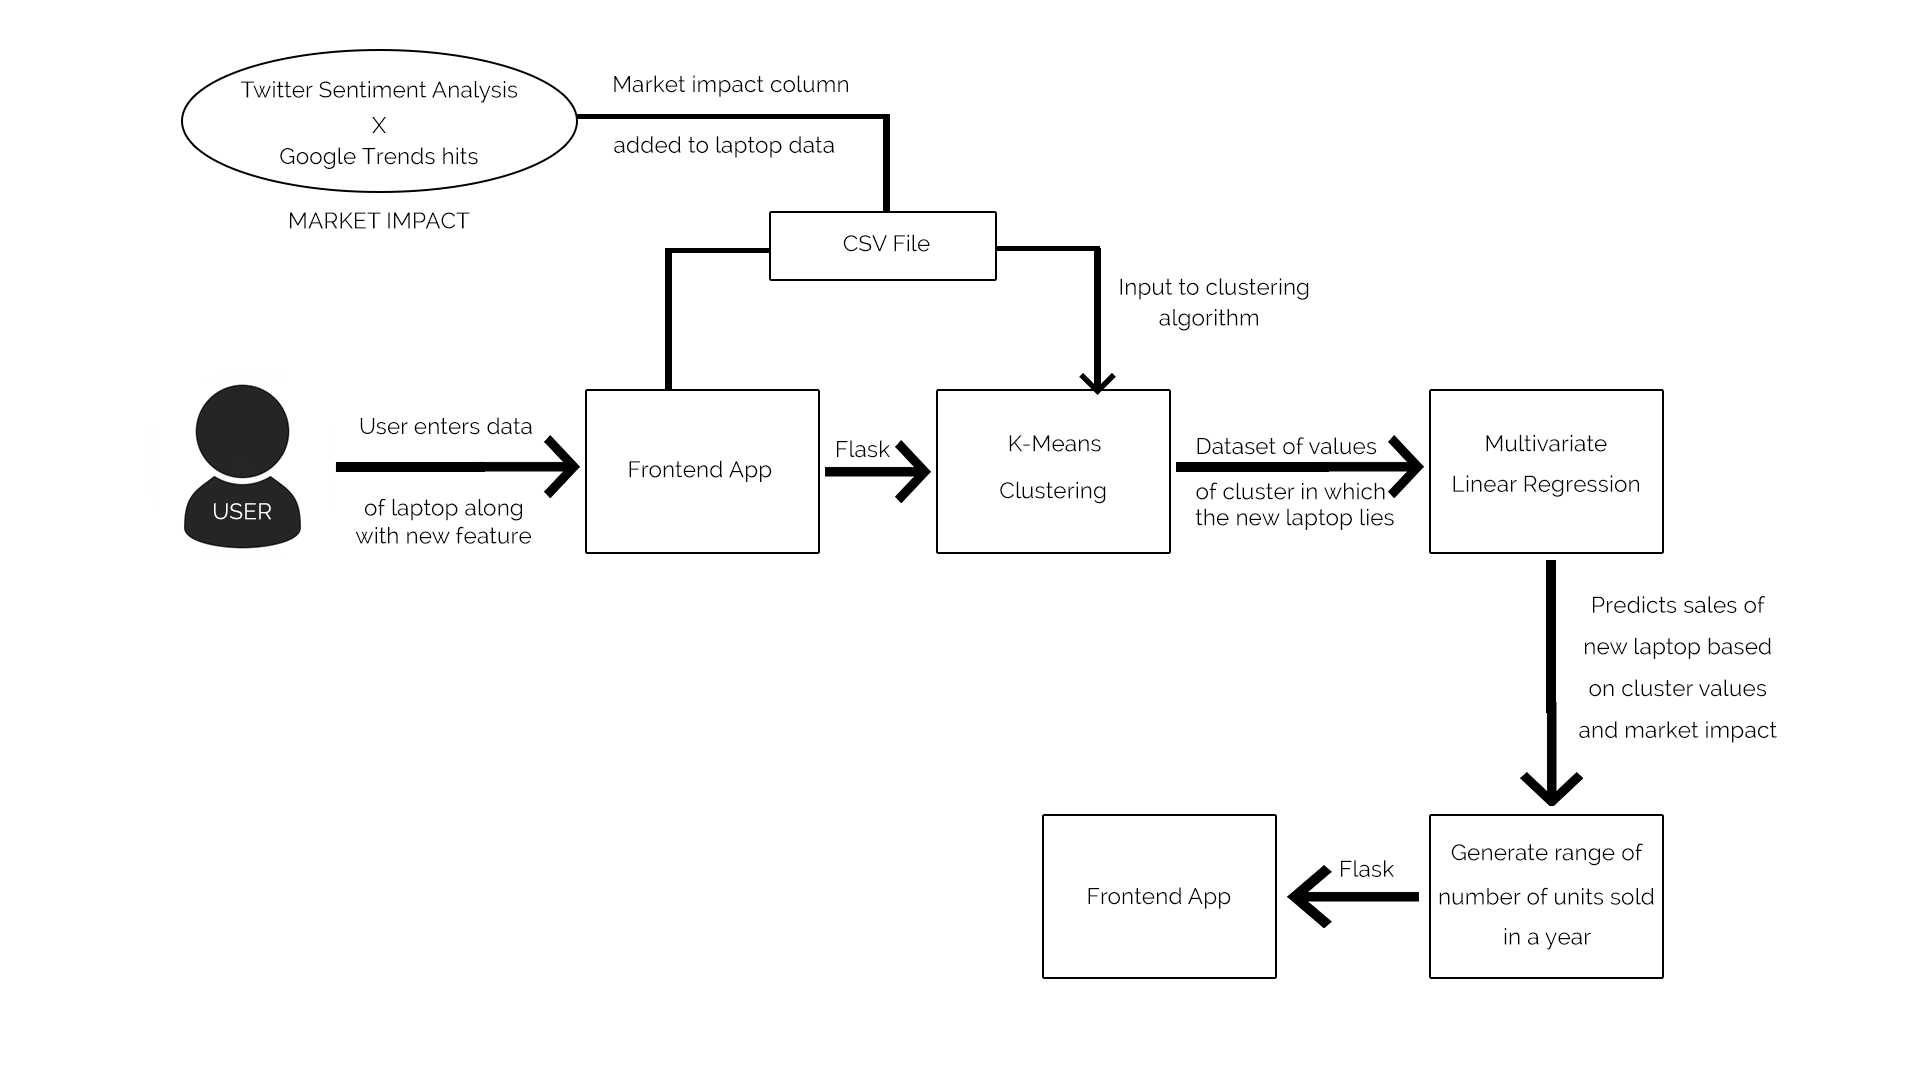 Twitter Sentiment Analysis
X
Google Trends hits
MARKET IMPACT
Market impact column
added to laptop data
CSV File
Input to clustering
algorithm
USER
User enters data
of laptop along
with new feature
Frontend App
Flask
K-Means
Clustering
Dataset of values
of cluster in which
the new laptop lies
Multivariate
Linear Regression
Predicts sales of
new laptop based
on cluster values
and market impact
Generate range of
number of units sold
in a year
Flask
Frontend App